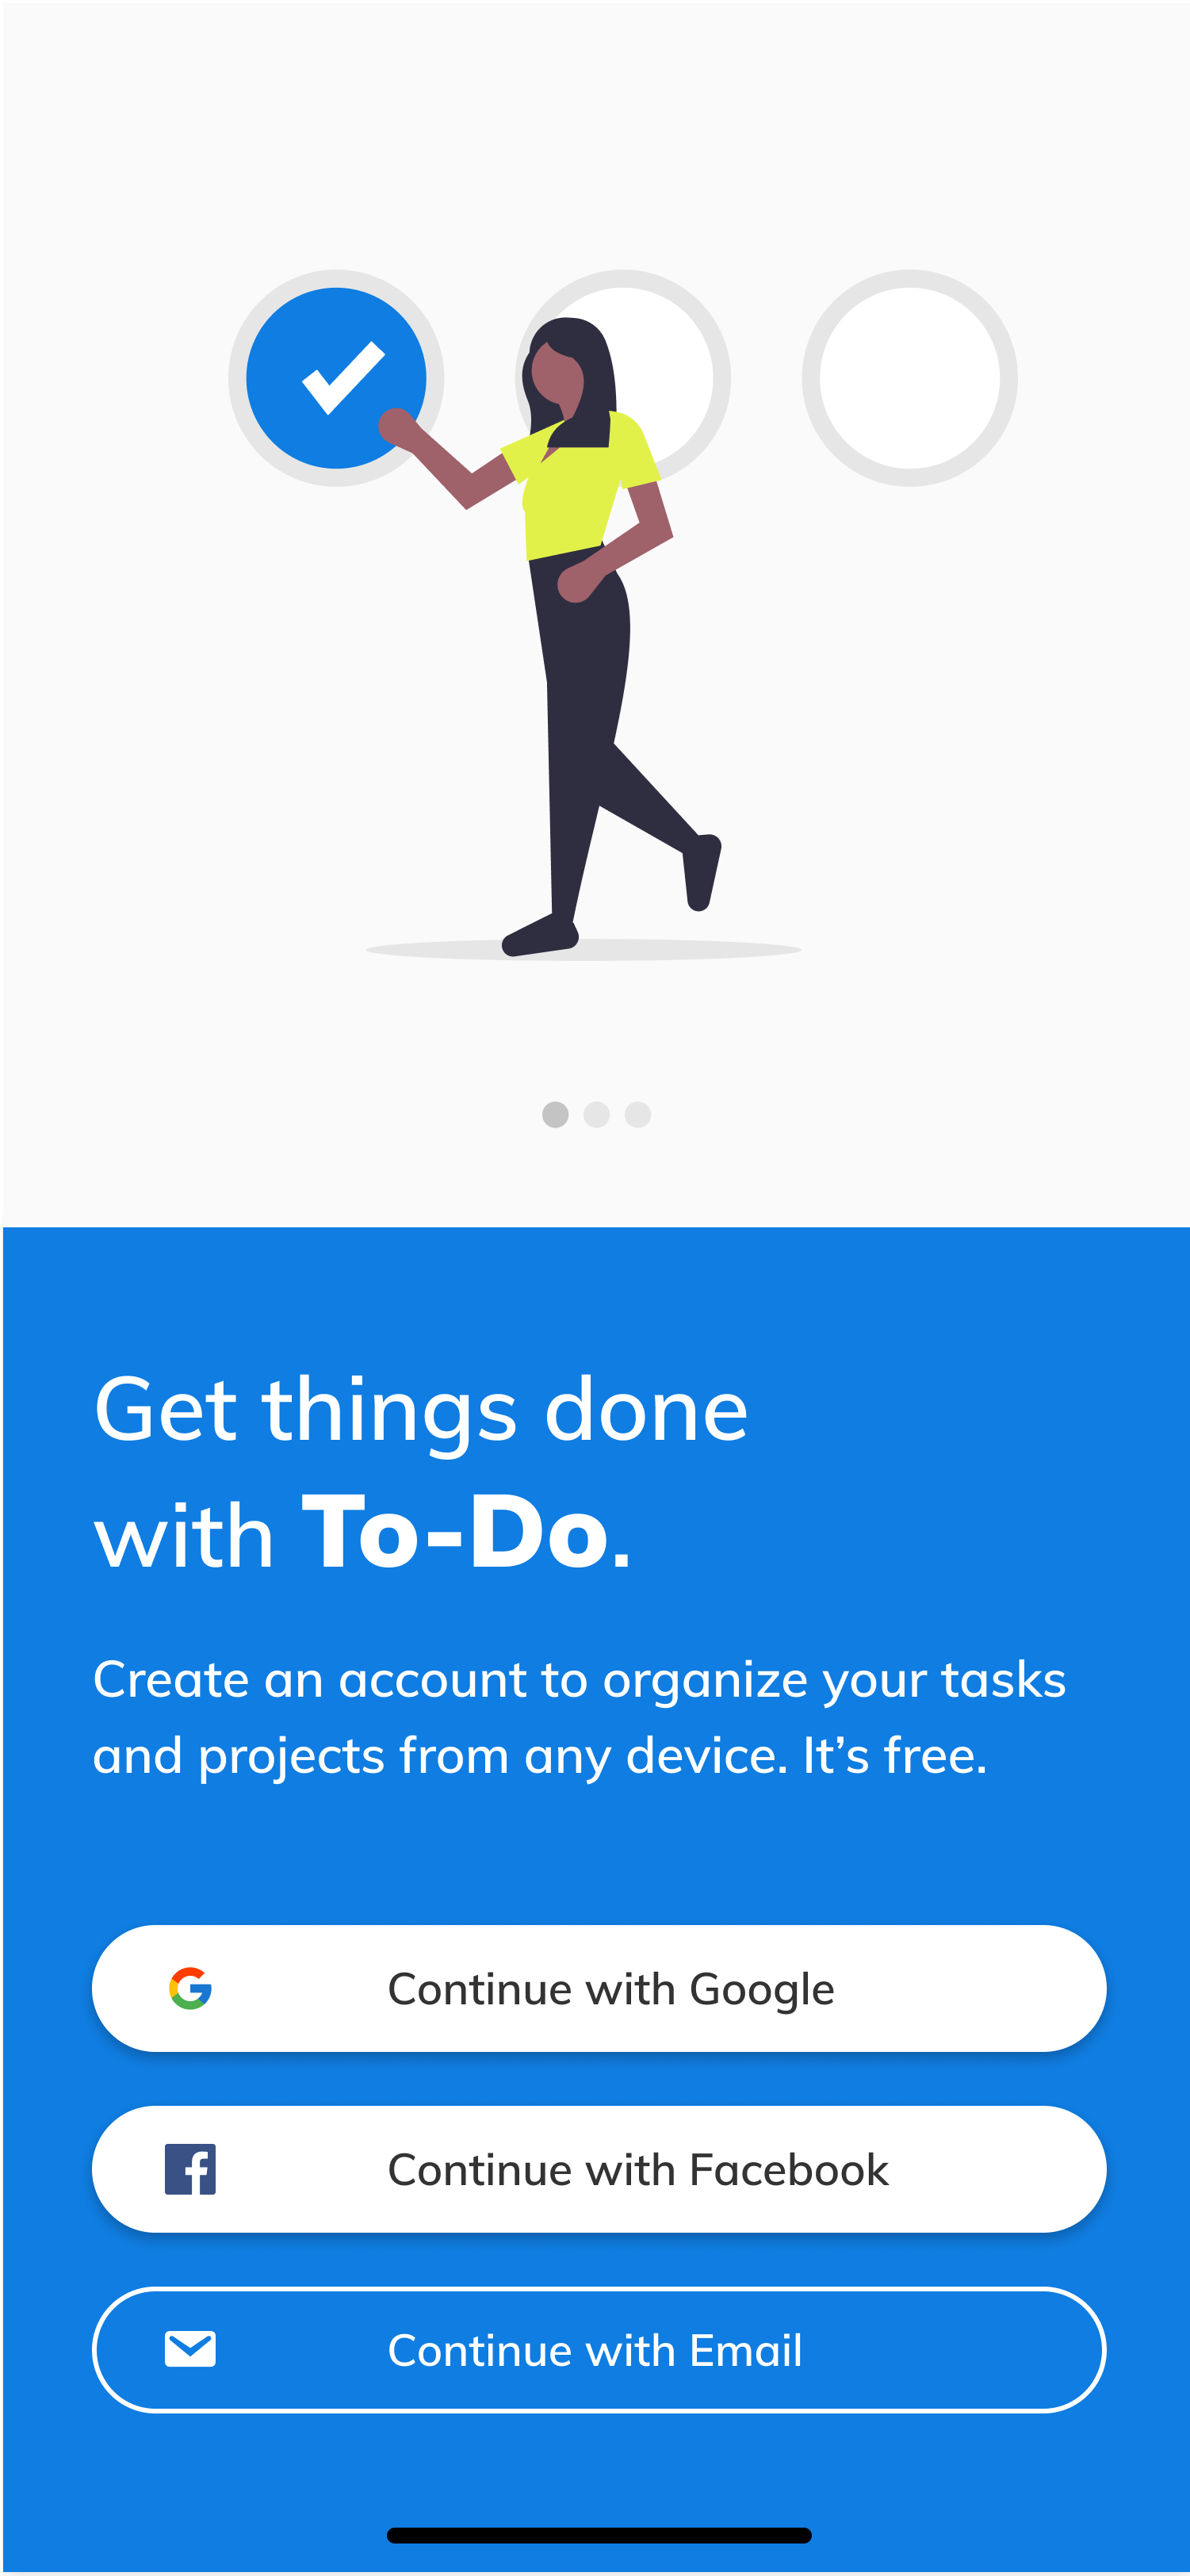 Get things done
with To-Do.
Create an account to organize your tasks
and projects from any device. It’s free.
Continue with Google
Continue with Facebook
Continue with Email